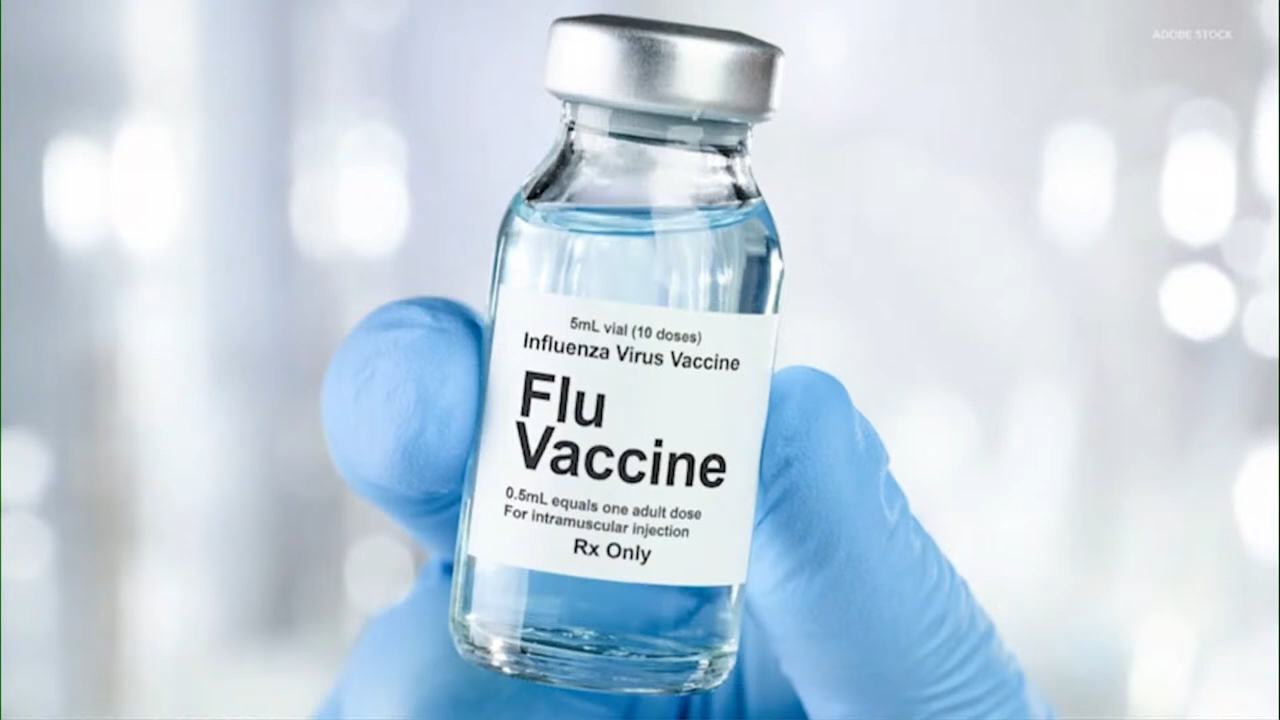 ADOBE STOCK
5mL vial (10 doses)
Influenza Virus Vaccine
Flu
Vaccine
0.5mL equals one adult dose
For intramuscular injection
Rx Only